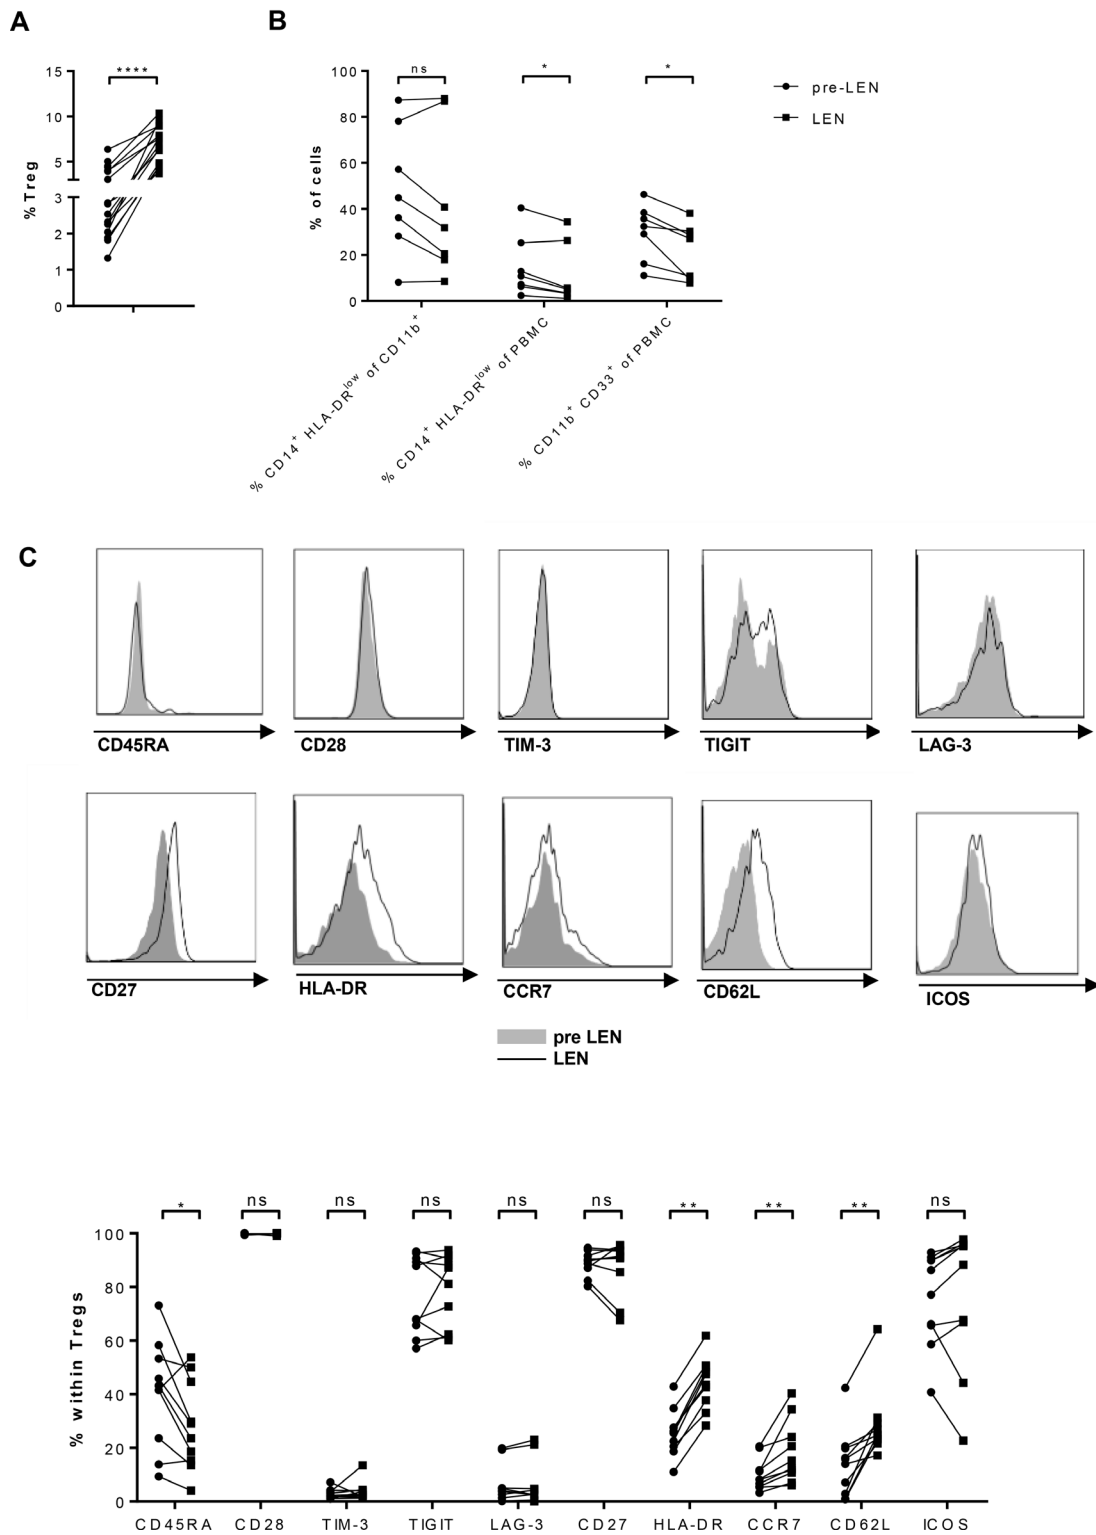 A
B
****
ns
*
*
15
10
5
3
2
1
0
% Treg
100
80
60
40
20
0
% of cells
pre-LEN
LEN
% CD14+ HLA-DRlow of CD11b+
% CD14+ HLA-DRlow of PBMC
% CD11b+ CD33+ of PBMC
C
CD45RA
CD28
TIM-3
TIGIT
LAG-3
CD27
HLA-DR
CCR7
CD62L
ICOS
pre LEN
LEN
* ns ns ns ns ns ** ** ** ns
100
80
60
40
20
0
% within Tregs
CD45RA CD28 TIM-3 TIGIT LAG-3 CD27 HLA-DR CCR7 CD62L ICOS